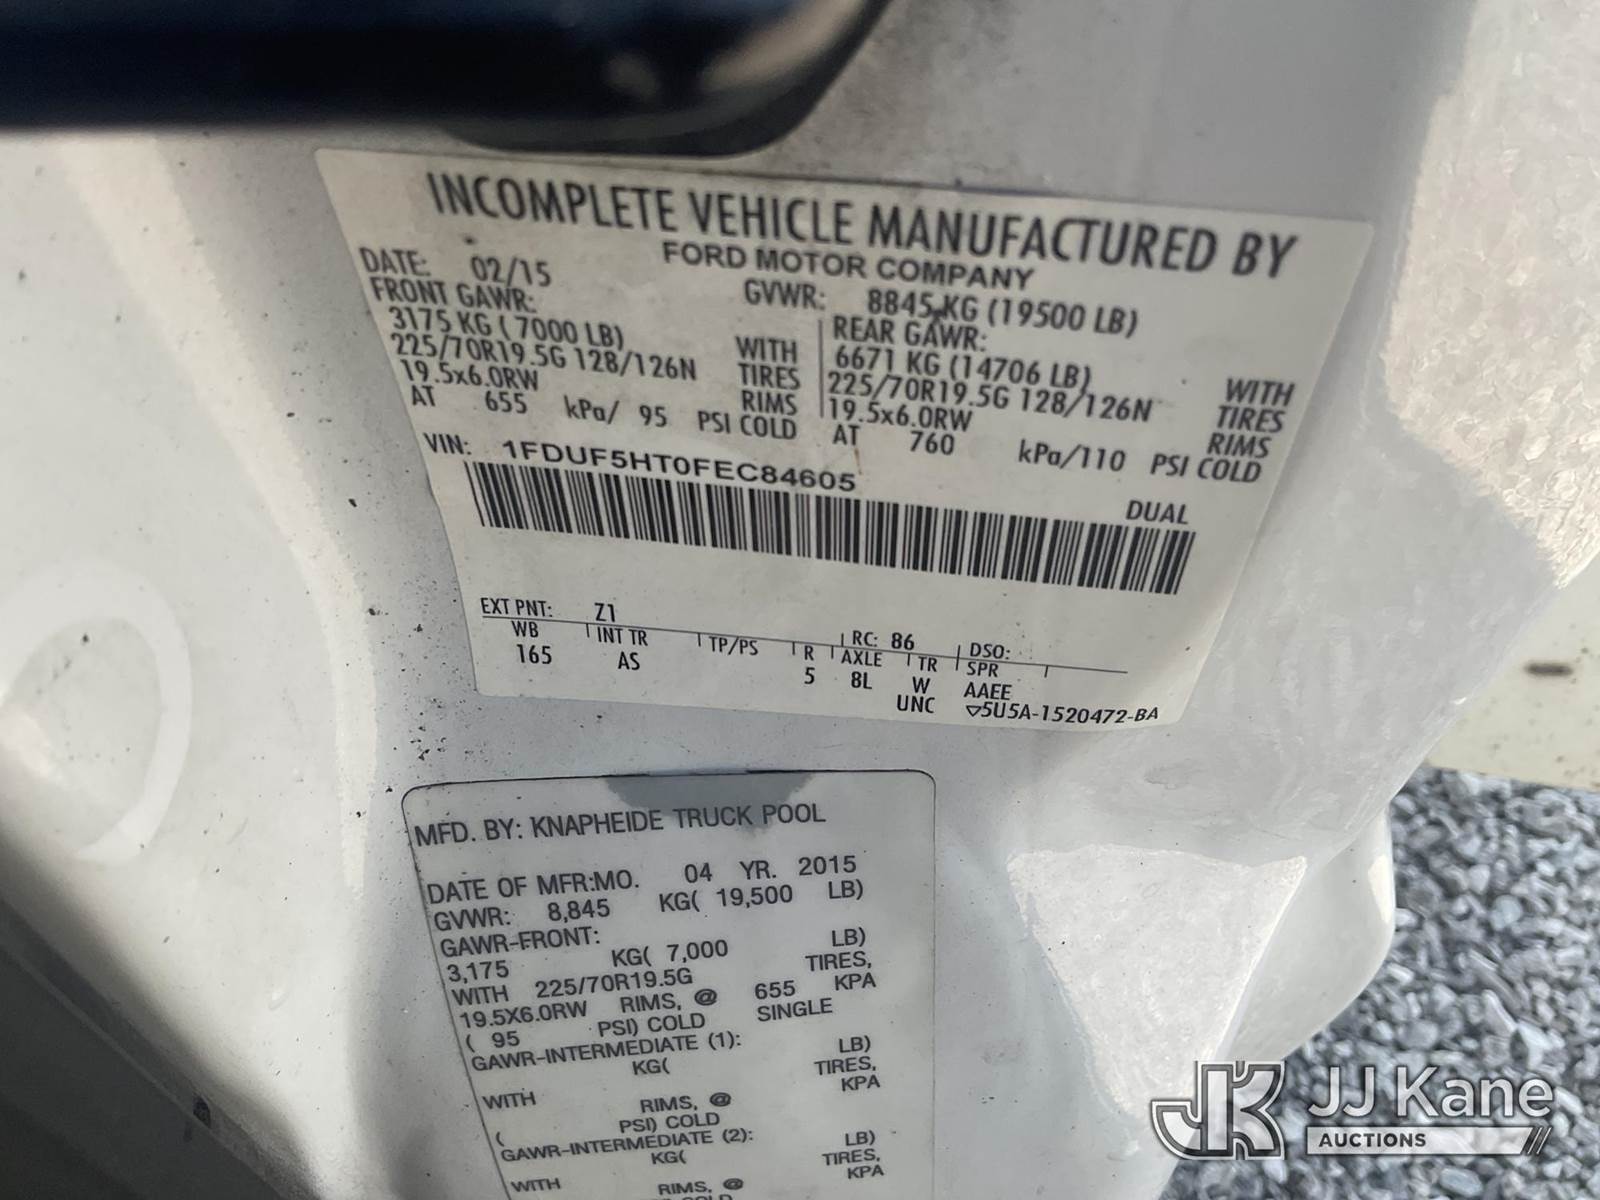 INCOMPLETE VEHICLE MANUFACTURED BY
FORD MOTOR COMPANY
DATE: 02/15 GVWR: 8845 KG (19500 LB)
FRONT GAWR: REAR GAWR:
3175 KG ( 7000 LB) WITH 6671 KG (14706 LB) WITH
225/70R19.5G 128/126N TIRES 225/70R19.5G 128/126N TIRES
19.5x6.0RW RIMS 19.5x6.0RW RIMS
AT 655 kPa/ 95 PSI COLD AT 760 kPa/110 PSI COLD
VIN: 1FDUF5HT0FEC84605
DUAL
EXT PNT: Z1 RC: 86 DSO:
WB INT TR TP/PS R AXLE TR SPR
165 AS 5 8L W AAEE
UNC ▽5U5A-1520472-BA
MFD. BY: KNAPHEIDE TRUCK POOL
DATE OF MFR:MO. 04 YR. 2015
GVWR: 8,845 KG( 19,500 LB)
GAWR-FRONT:
3,175 KG( 7,000 LB)
WITH 225/70R19.5G TIRES,
19.5X6.0RW RIMS, @ 655 KPA
( 95 PSI) COLD SINGLE
GAWR-INTERMEDIATE (1):
KG( LB)
WITH TIRES,
RIMS, @ KPA
( PSI) COLD
GAWR-INTERMEDIATE (2):
KG( LB)
WITH TIRES,
RIMS, @ KPA
COLD
JK JJ Kane
AUCTIONS